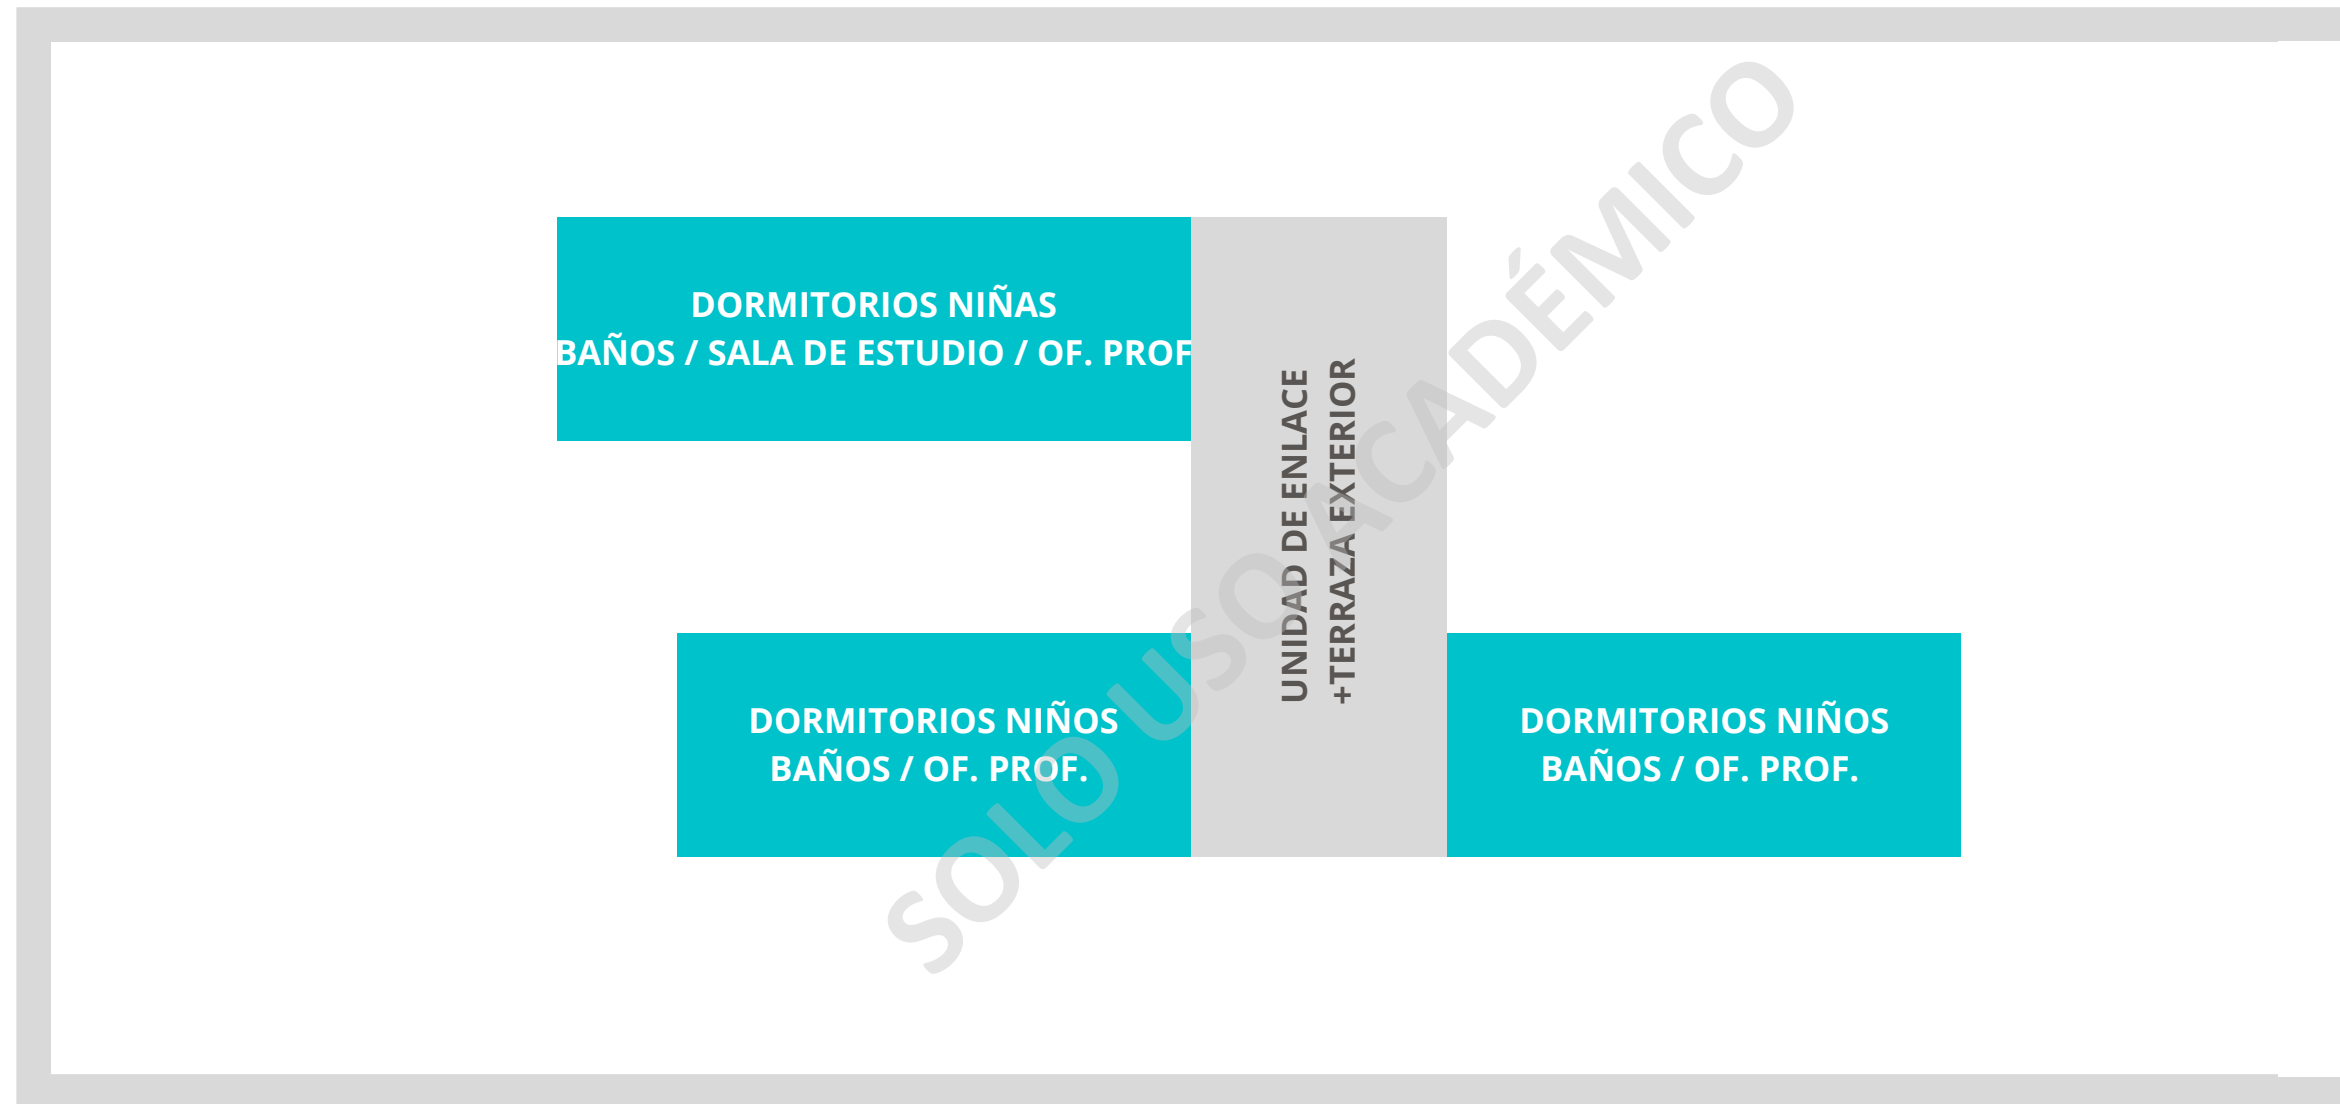 DORMITORIOS NIÑAS
BAÑOS / SALA DE ESTUDIO / OF. PROF
UNIDAD DE ENLACE
+TERRAZA EXTERIOR
DORMITORIOS NIÑOS
BAÑOS / OF. PROF.
DORMITORIOS NIÑOS
BAÑOS / OF. PROF.
SOLO USO ACADÉMICO